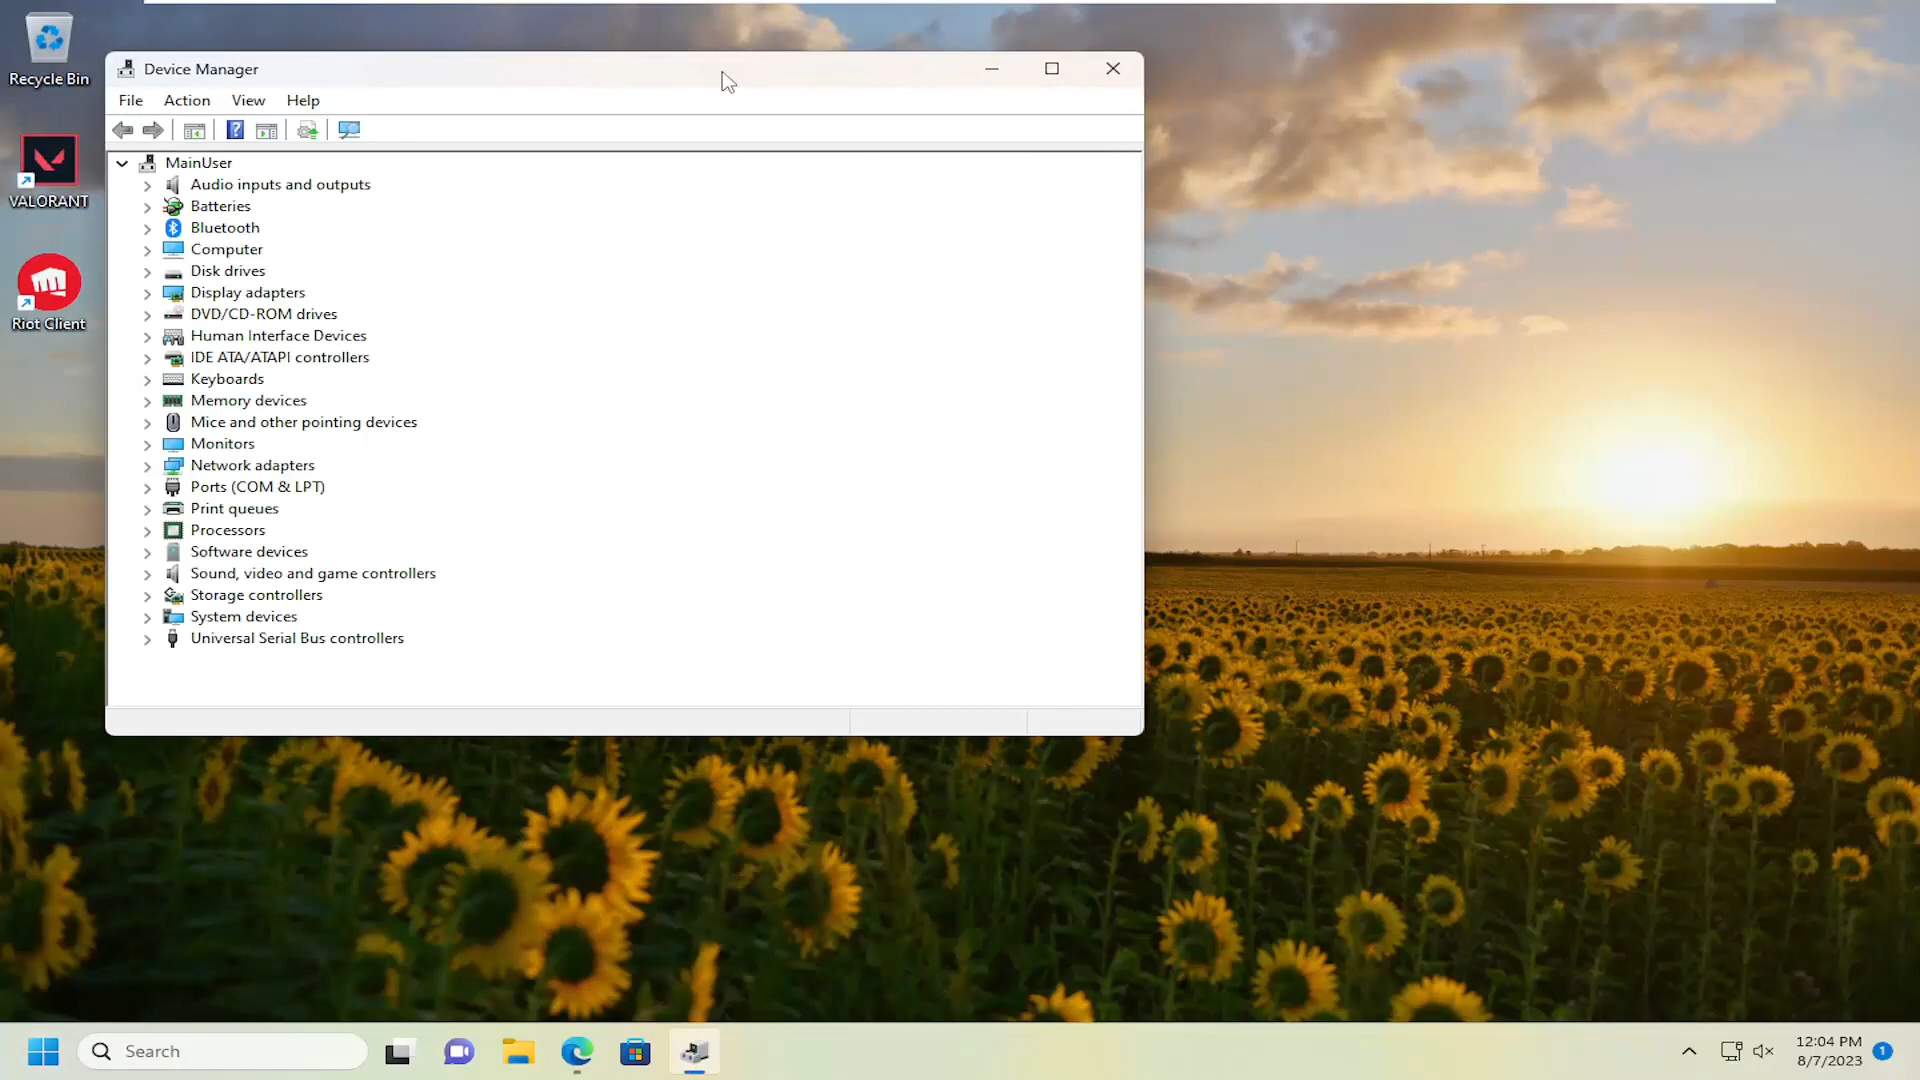 Recycle Bin
VALORANT
Riot Client
Device Manager
File Action View Help
MainUser
Audio inputs and outputs
Batteries
Bluetooth
Computer
Disk drives
Display adapters
DVD/CD-ROM drives
Human Interface Devices
IDE ATA/ATAPI controllers
Keyboards
Memory devices
Mice and other pointing devices
Monitors
Network adapters
Ports (COM & LPT)
Print queues
Processors
Software devices
Sound, video and game controllers
Storage controllers
System devices
Universal Serial Bus controllers
Search
12:04 PM
8/7/2023
1